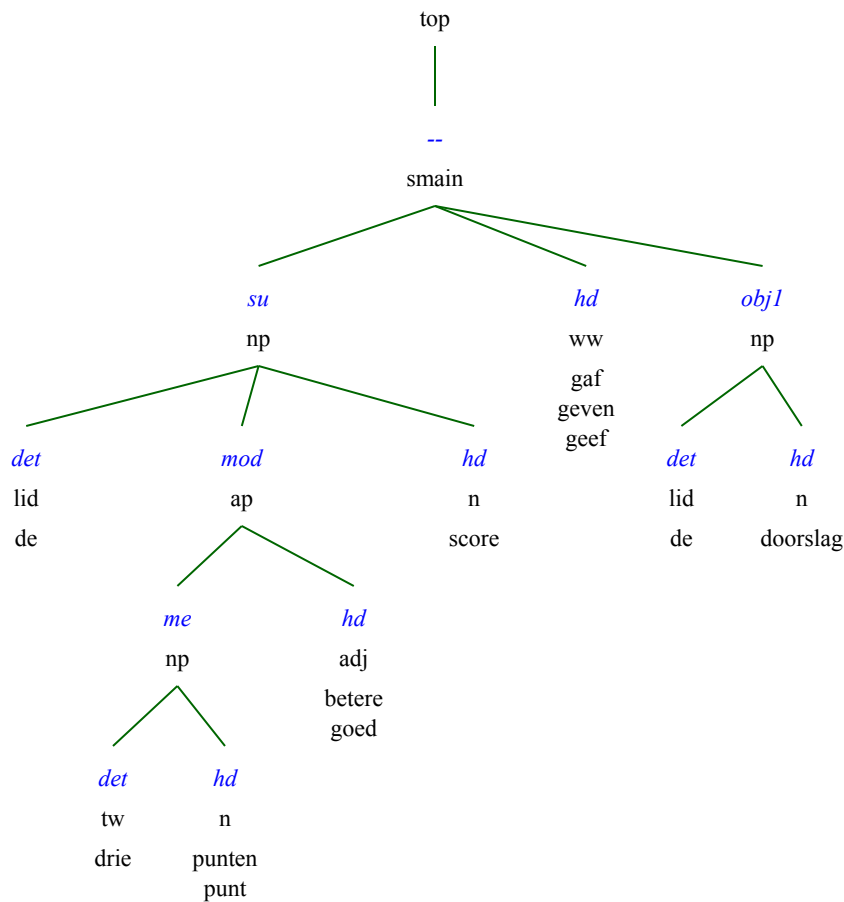 top
--
smain
su hd obj1
np ww np
gaf
geven
geef
det mod hd det hd
lid ap n lid n
de score de doorslag
me hd
np adj
betere
goed
det hd
tw n
drie punten
punt